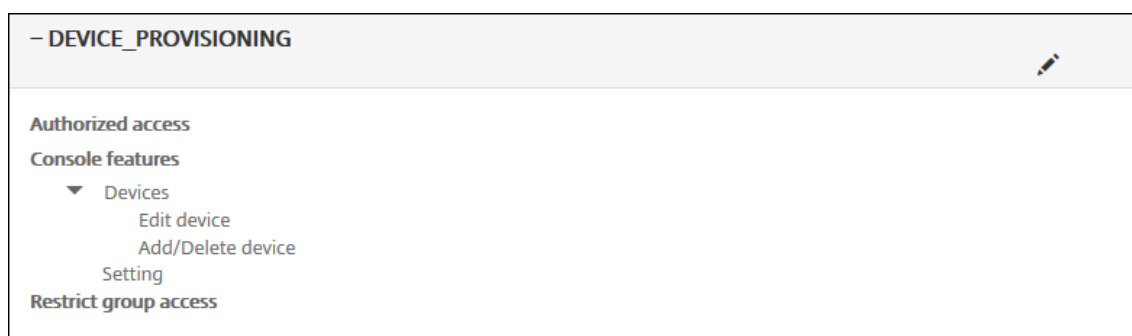 – DEVICE_PROVISIONING
Authorized access
Console features
Devices
Edit device
Add/Delete device
Setting
Restrict group access